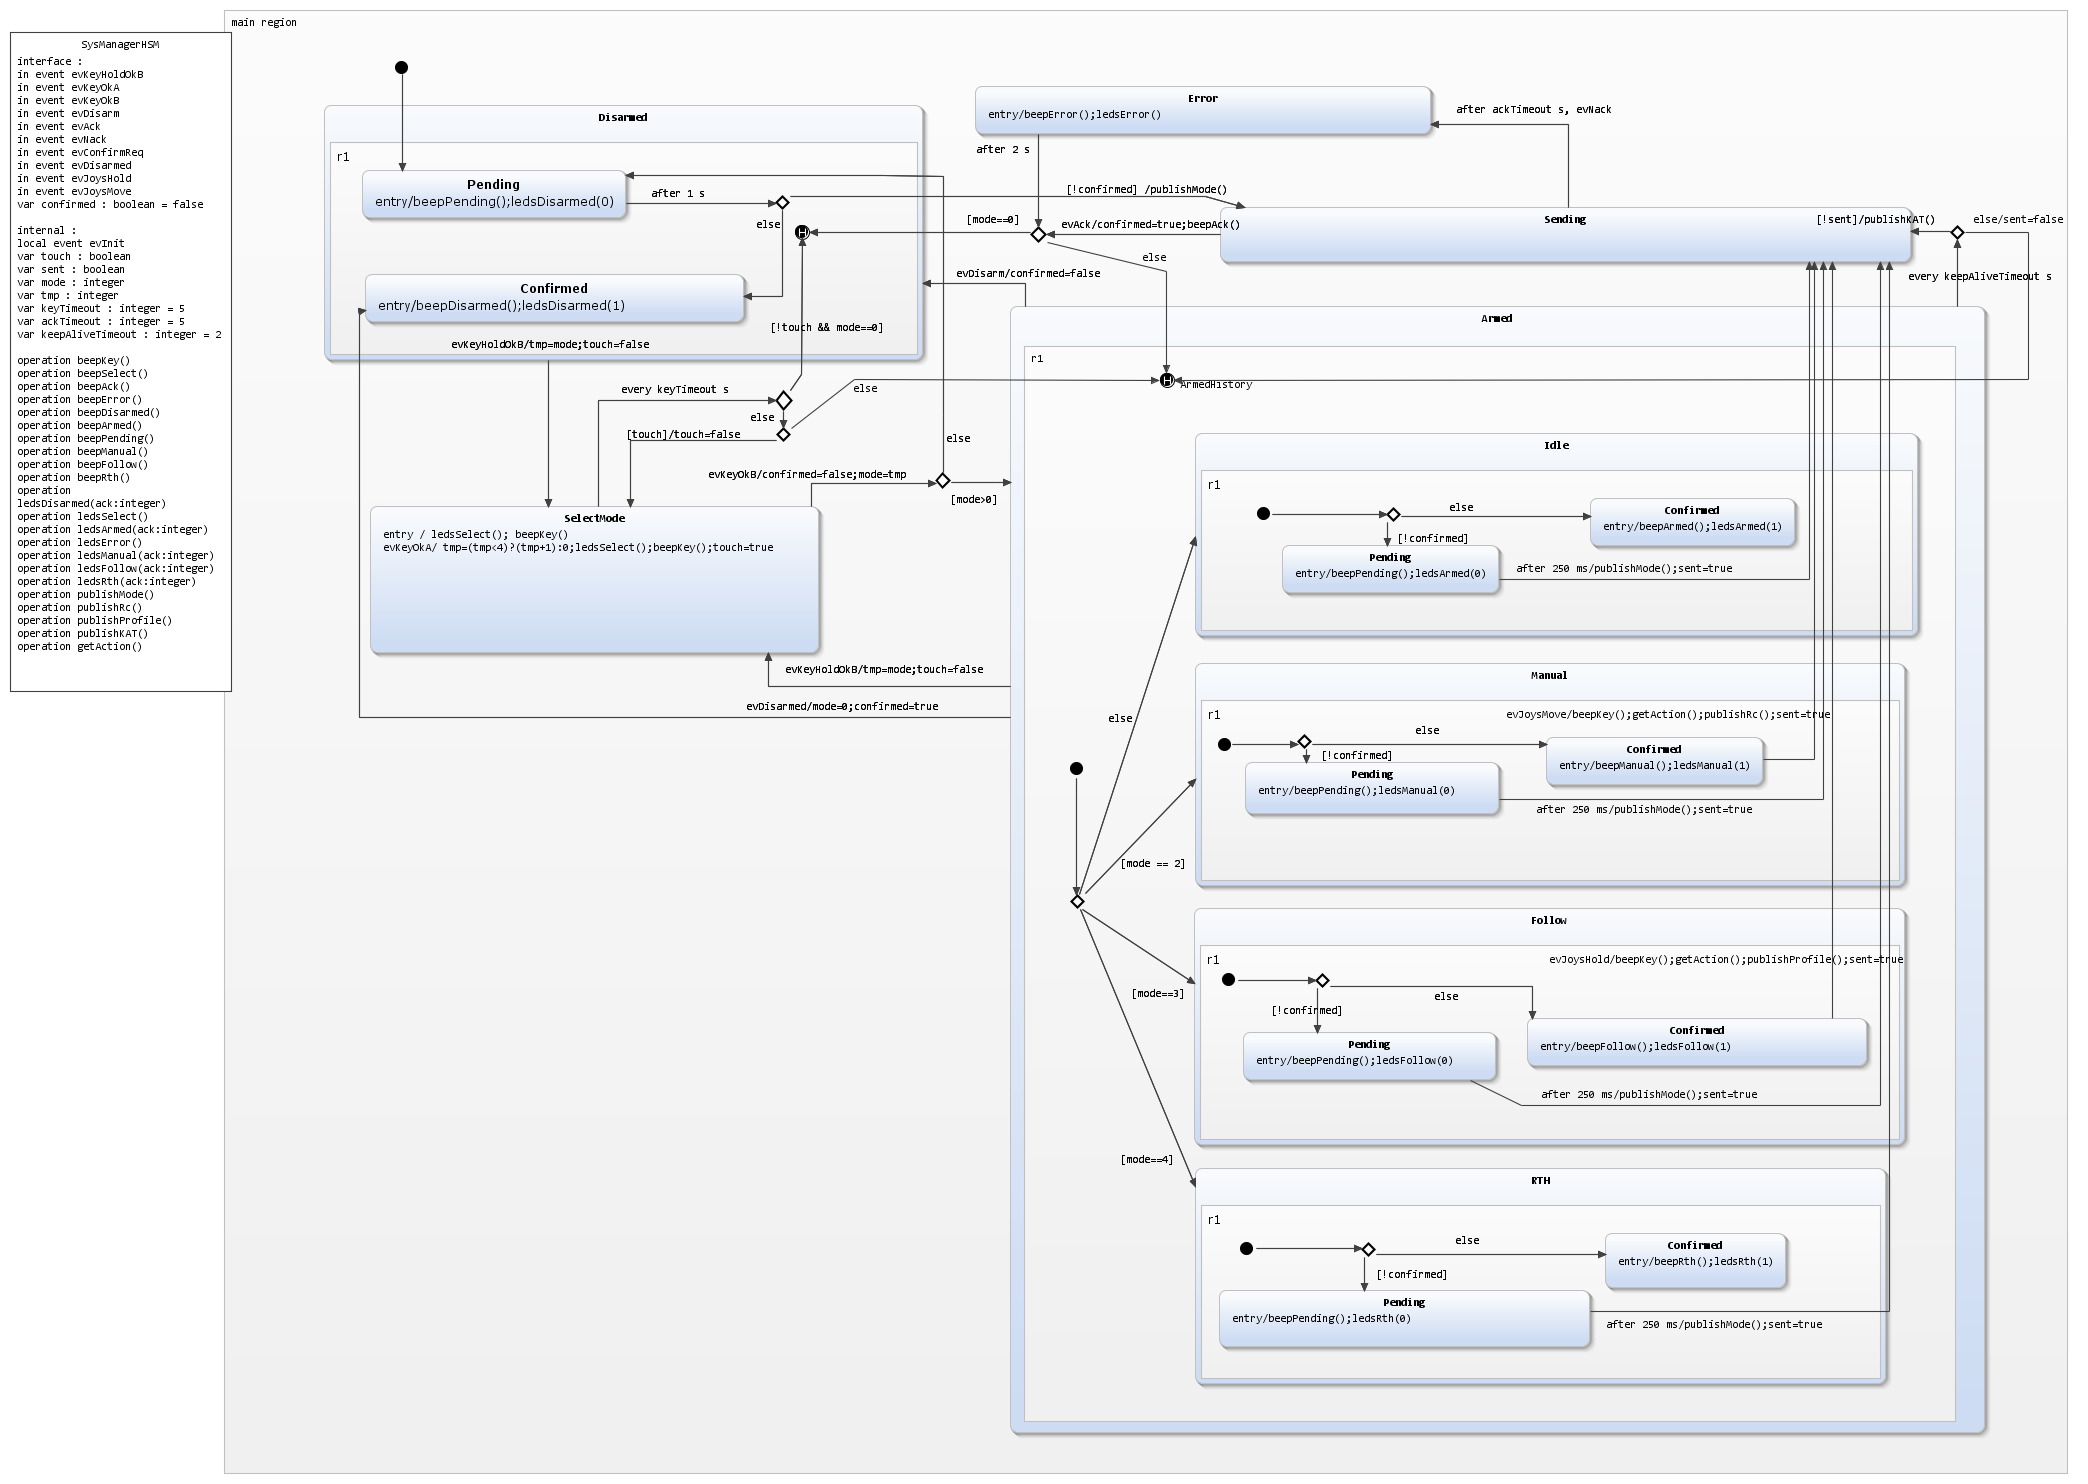 main region
SysManagerHSM
interface :
in event evKeyHoldOkB
in event evKeyOkA
in event evKeyOkB
in event evDisarm
in event evAck
in event evNack
in event evConfirmReq
in event evDisarmed
in event evJoysHold
in event evJoysMove
var confirmed : boolean = false
internal :
local event evInit
var touch : boolean
var sent : boolean
var mode : integer
var tmp : integer
var keyTimeout : integer = 5
var ackTimeout : integer = 5
var keepAliveTimeout : integer = 2
operation beepKey()
operation beepSelect()
operation beepAck()
operation beepError()
operation beepDisarmed()
operation beepArmed()
operation beepPending()
operation beepManual()
operation beepFollow()
operation beepRth()
operation
ledsDisarmed(ack:integer)
operation ledsSelect()
operation ledsArmed(ack:integer)
operation ledsError()
operation ledsManual(ack:integer)
operation ledsFollow(ack:integer)
operation ledsRth(ack:integer)
operation publishMode()
operation publishRc()
operation publishProfile()
operation publishKAT()
operation getAction()
Disarmed
r1
Pending
entry/beepPending();ledsDisarmed(0)
after 1 s
else
H
Confirmed
entry/beepDisarmed();ledsDisarmed(1)
[!touch && mode==0]
evKeyHoldOkB/tmp=mode;touch=false
Error
entry/beepError();ledsError()
after ackTimeout s, evNack
after 2 s
[!confirmed] /publishMode()
[mode==0]
evAck/confirmed=true;beepAck()
Sending
[!sent]/publishKAT()
else/sent=false
else
evDisarm/confirmed=false
every keepAliveTimeout s
every keyTimeout s
else
else
[touch]/touch=false
else
evKeyOkB/confirmed=false;mode=tmp
[mode>0]
SelectMode
entry / ledsSelect(); beepKey()
evKeyOkA/ tmp=(tmp<4)?(tmp+1):0;ledsSelect();beepKey();touch=true
evKeyHoldOkB/tmp=mode;touch=false
evDisarmed/mode=0;confirmed=true
Armed
r1
H
ArmedHistory
else
[mode == 2]
[mode==3]
[mode==4]
Idle
r1
else
[!confirmed]
Confirmed
entry/beepArmed();ledsArmed(1)
Pending
entry/beepPending();ledsArmed(0)
after 250 ms/publishMode();sent=true
Manual
r1
evJoysMove/beepKey();getAction();publishRc();sent=true
else
[!confirmed]
Confirmed
entry/beepManual();ledsManual(1)
Pending
entry/beepPending();ledsManual(0)
after 250 ms/publishMode();sent=true
Follow
r1
evJoysHold/beepKey();getAction();publishProfile();sent=true
else
[!confirmed]
Confirmed
entry/beepFollow();ledsFollow(1)
Pending
entry/beepPending();ledsFollow(0)
after 250 ms/publishMode();sent=true
RTH
r1
else
[!confirmed]
Confirmed
entry/beepRth();ledsRth(1)
Pending
entry/beepPending();ledsRth(0)
after 250 ms/publishMode();sent=true